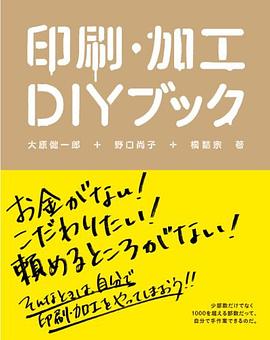 印刷・加工
DIYブック
大原健一郎 + 野口尚子 + 橋詰宗 著
お金がない!
こだわりたい!
頼めるところがない!
そんなときは、自分で
印刷・加工をやってしまおう!!
少部数だけでなく
1000を超える部数だって、
自分で手作業できるのだ。